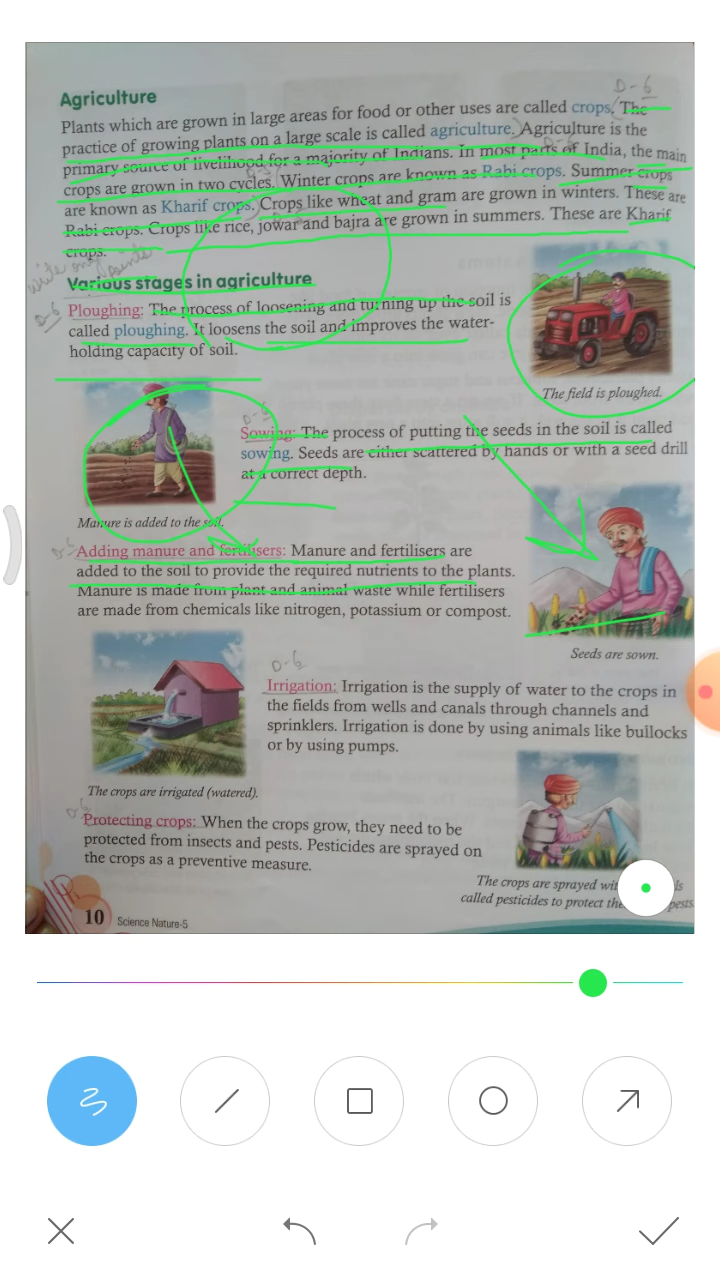 D-6
Agriculture
Plants which are grown in large areas for food or other uses are called crops. The
practice of growing plants on a large scale is called agriculture. Agriculture is the
primary source of livelihood for a majority of Indians. In most parts of India, the main
crops are grown in two cycles. Winter crops are known as Rabi crops. Summer crops
are known as Kharif crops. Crops like wheat and gram are grown in winters. These are
Rabi crops. Crops like rice, jowar and bajra are grown in summers. These are Kharif
crops.
write only points
Various stages in agriculture
D-6
Ploughing: The process of loosening and turning up the soil is
called ploughing. It loosens the soil and improves the water-
holding capacity of soil.
The field is ploughed.
D-6
Sowing: The process of putting the seeds in the soil is called
sowing. Seeds are either scattered by hands or with a seed drill
at a correct depth.
Manure is added to the soil.
Adding manure and fertilisers: Manure and fertilisers are
added to the soil to provide the required nutrients to the plants.
Manure is made from plant and animal waste while fertilisers
are made from chemicals like nitrogen, potassium or compost.
Seeds are sown.
D-6
Irrigation: Irrigation is the supply of water to the crops in
the fields from wells and canals through channels and
sprinklers. Irrigation is done by using animals like bullocks
or by using pumps.
The crops are irrigated (watered).
D-6
Protecting crops: When the crops grow, they need to be
protected from insects and pests. Pesticides are sprayed on
the crops as a preventive measure.
The crops are sprayed
called pesticides to protect pests
10 Science Nature-5